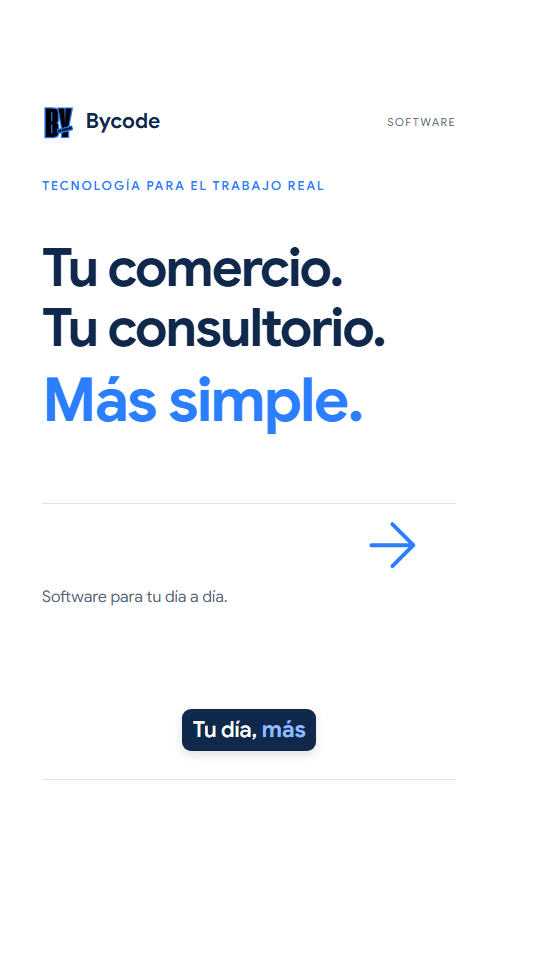 BY
Bycode
SOFTWARE
TECNOLOGÍA PARA EL TRABAJO REAL
Tu comercio.
Tu consultorio.
Más simple.
Software para tu día a día.
Tu día, más